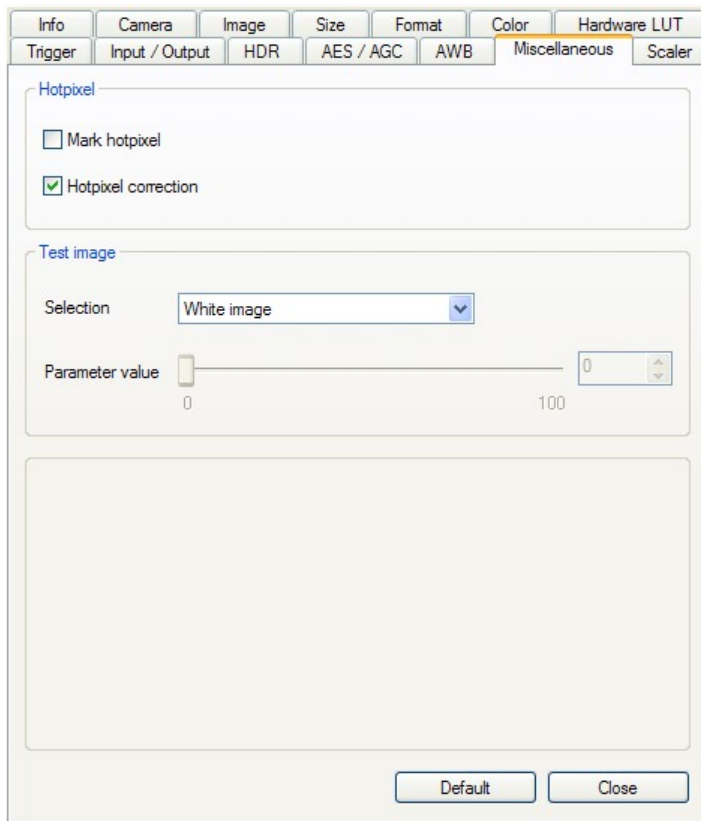 Info Camera Image Size Format Color Hardware LUT
Trigger Input / Output HDR AES / AGC AWB Miscellaneous Scaler
Hotpixel
Mark hotpixel
Hotpixel correction
Test image
Selection White image
Parameter value 0
0 100
Default Close